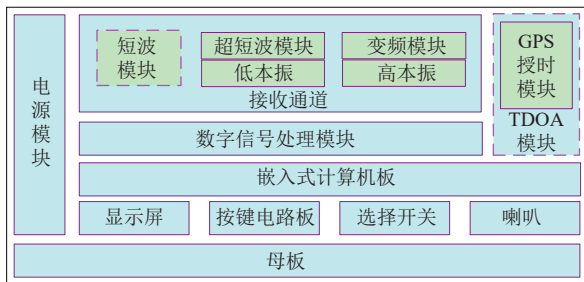 电源模块
短波
模块
超短波模块
低本振
变频模块
高本振
接收通道
GPS
授时
模块
TDOA
模块
数字信号处理模块
嵌入式计算机板
显示屏
按键电路板
选择开关
喇叭
母板